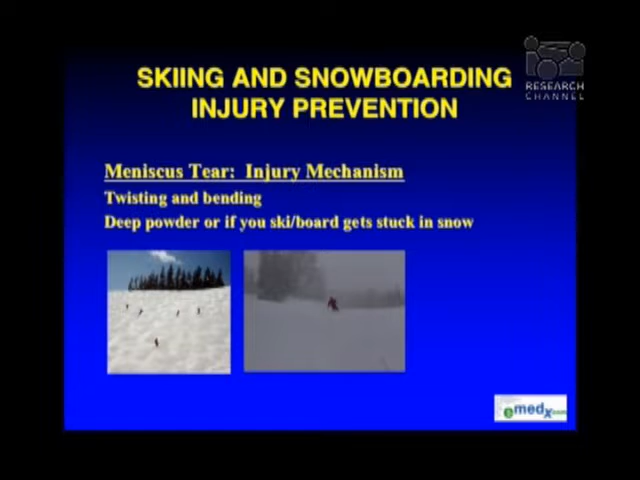 RESEARCH
CHANNEL
SKIING AND SNOWBOARDING
INJURY PREVENTION
Meniscus Tear: Injury Mechanism
Twisting and bending
Deep powder or if you ski/board gets stuck in snow
emedx.com